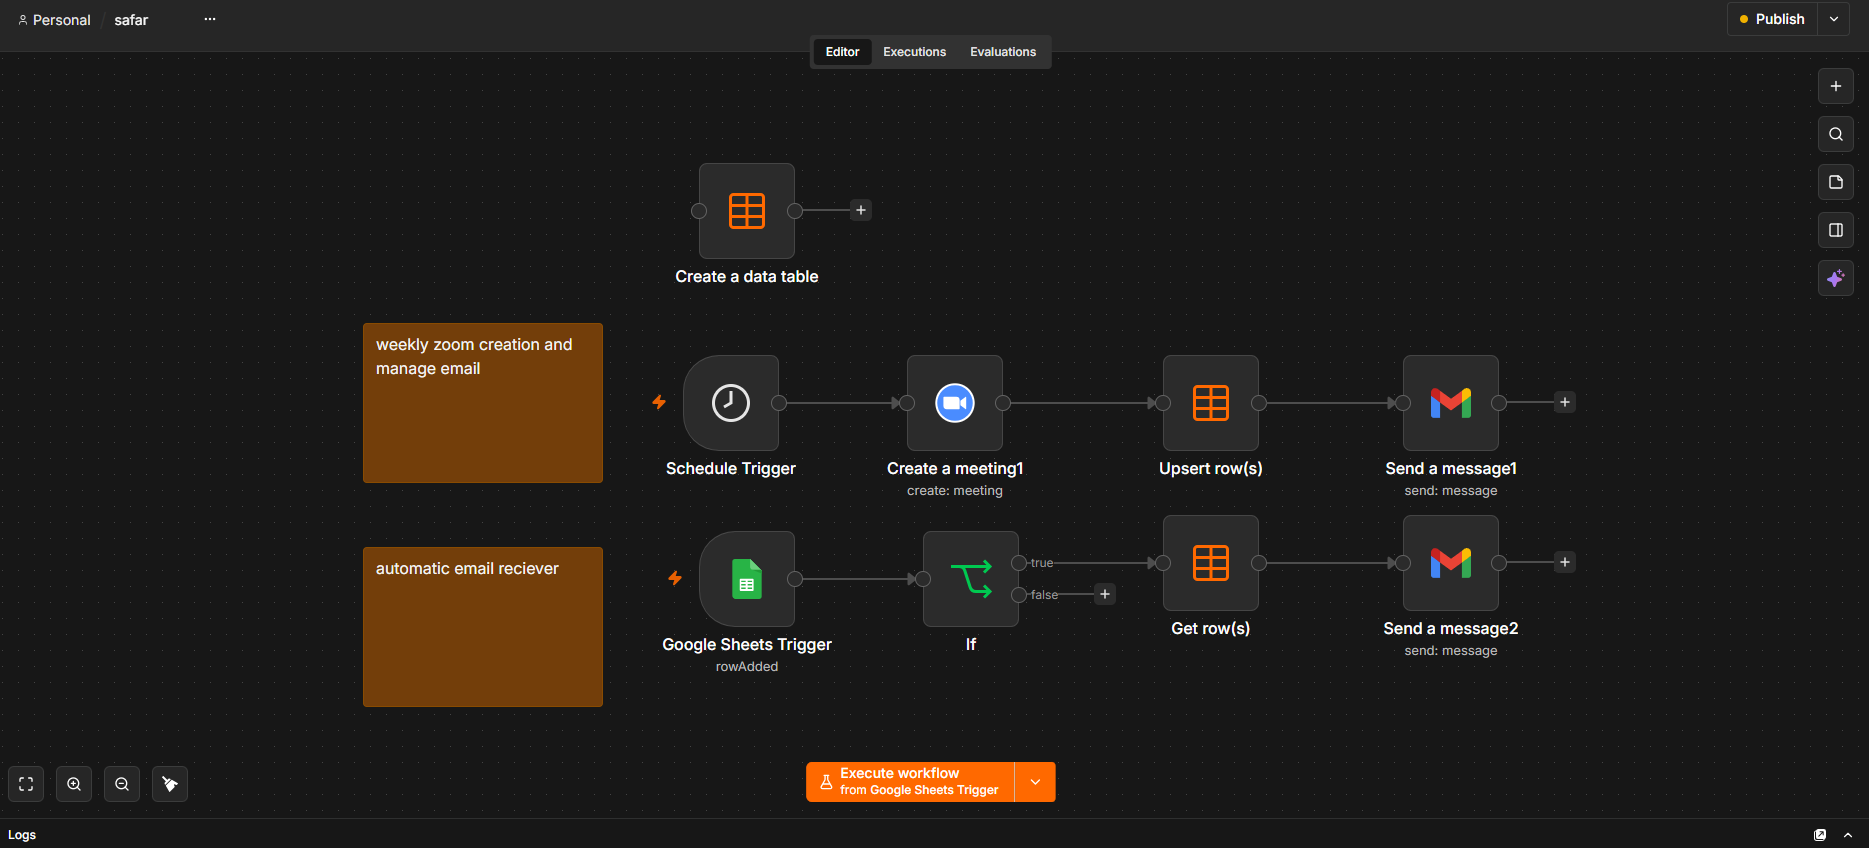 Personal / safar ...
Publish
Editor Executions Evaluations
Create a data table
weekly zoom creation and
manage email
Schedule Trigger
Create a meeting1
create: meeting
Upsert row(s)
Send a message1
send: message
automatic email reciever
Google Sheets Trigger
rowAdded
If
true
false
Get row(s)
Send a message2
send: message
Execute workflow
from Google Sheets Trigger
Logs